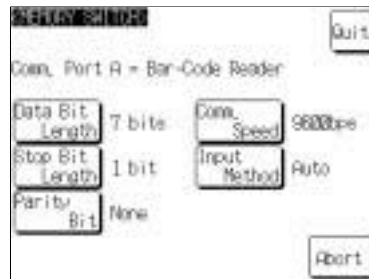 MEMORY SWITCH
Quit
Comm. Port A = Bar-Code Reader
Data Bit Length 7 bits
Comm. Speed 9600bps
Stop Bit Length 1 bit
Input Method Auto
Parity Bit None
Abort